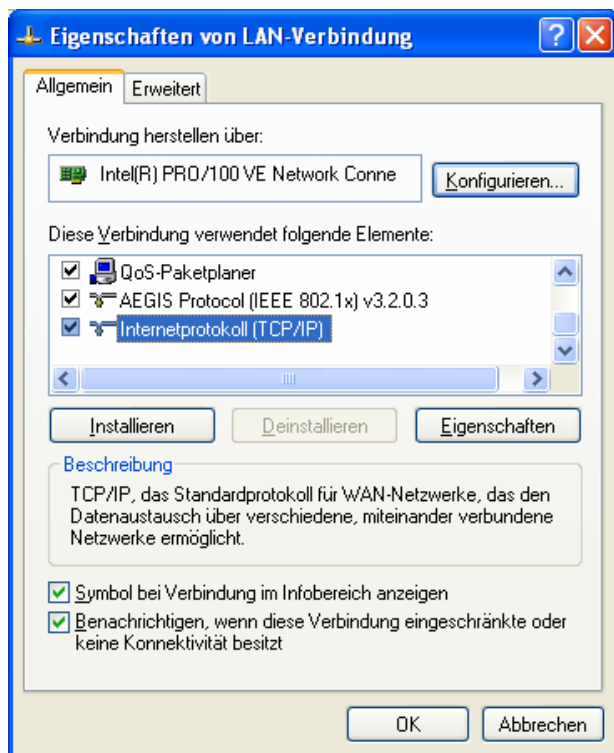 Eigenschaften von LAN-Verbindung
Allgemein
Erweitert
Verbindung herstellen über:
Intel(R) PRO/100 VE Network Conne
Konfigurieren...
Diese Verbindung verwendet folgende Elemente:
QoS-Paketplaner
AEGIS Protocol (IEEE 802.1x) v3.2.0.3
Internetprotokoll (TCP/IP)
Installieren
Deinstallieren
Eigenschaften
Beschreibung
TCP/IP, das Standardprotokoll für WAN-Netzwerke, das den
Datenaustausch über verschiedene, miteinander verbundene
Netzwerke ermöglicht.
Symbol bei Verbindung im Infobereich anzeigen
Benachrichtigen, wenn diese Verbindung eingeschränkte oder
keine Konnektivität besitzt
OK
Abbrechen